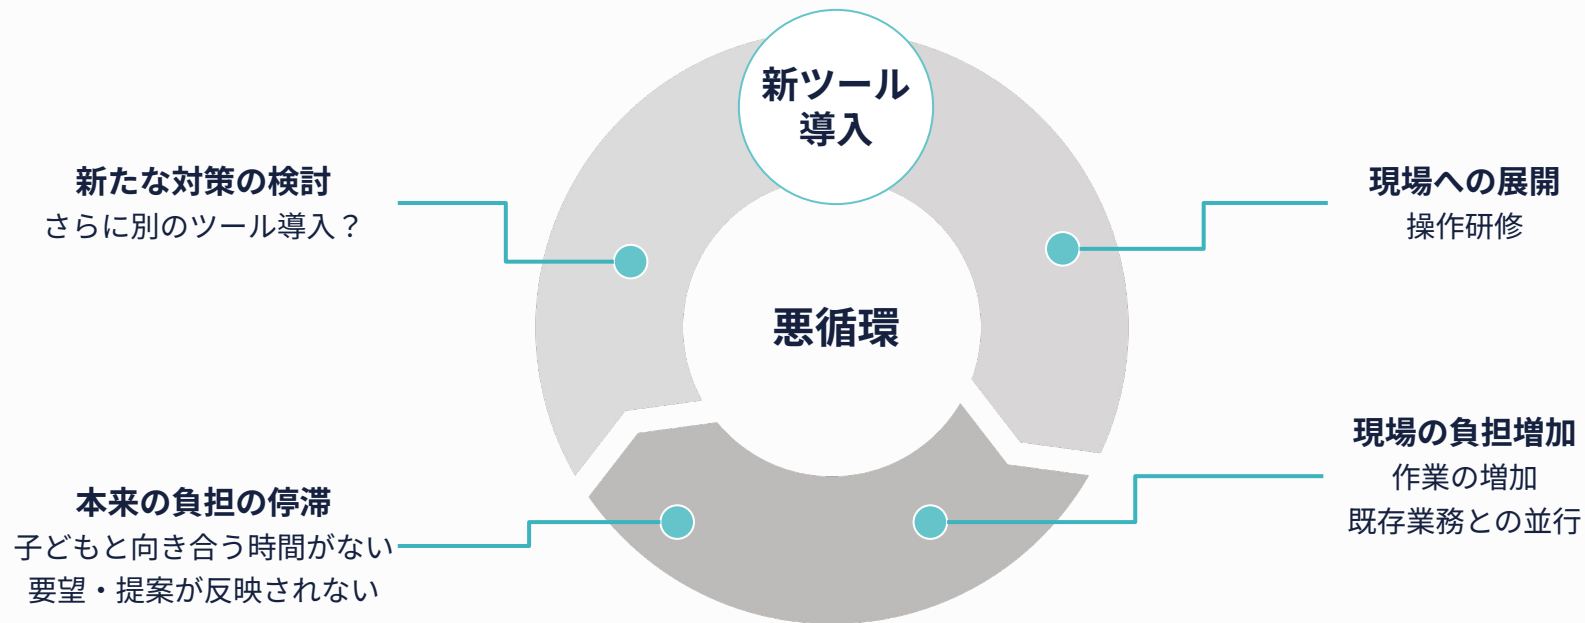 新ツール
導入
現場への展開
操作研修
現場の負担増加
作業の増加
既存業務との並行
本来の負担の停滞
子どもと向き合う時間がない
要望・提案が反映されない
新たな対策の検討
さらに別のツール導入？
悪循環